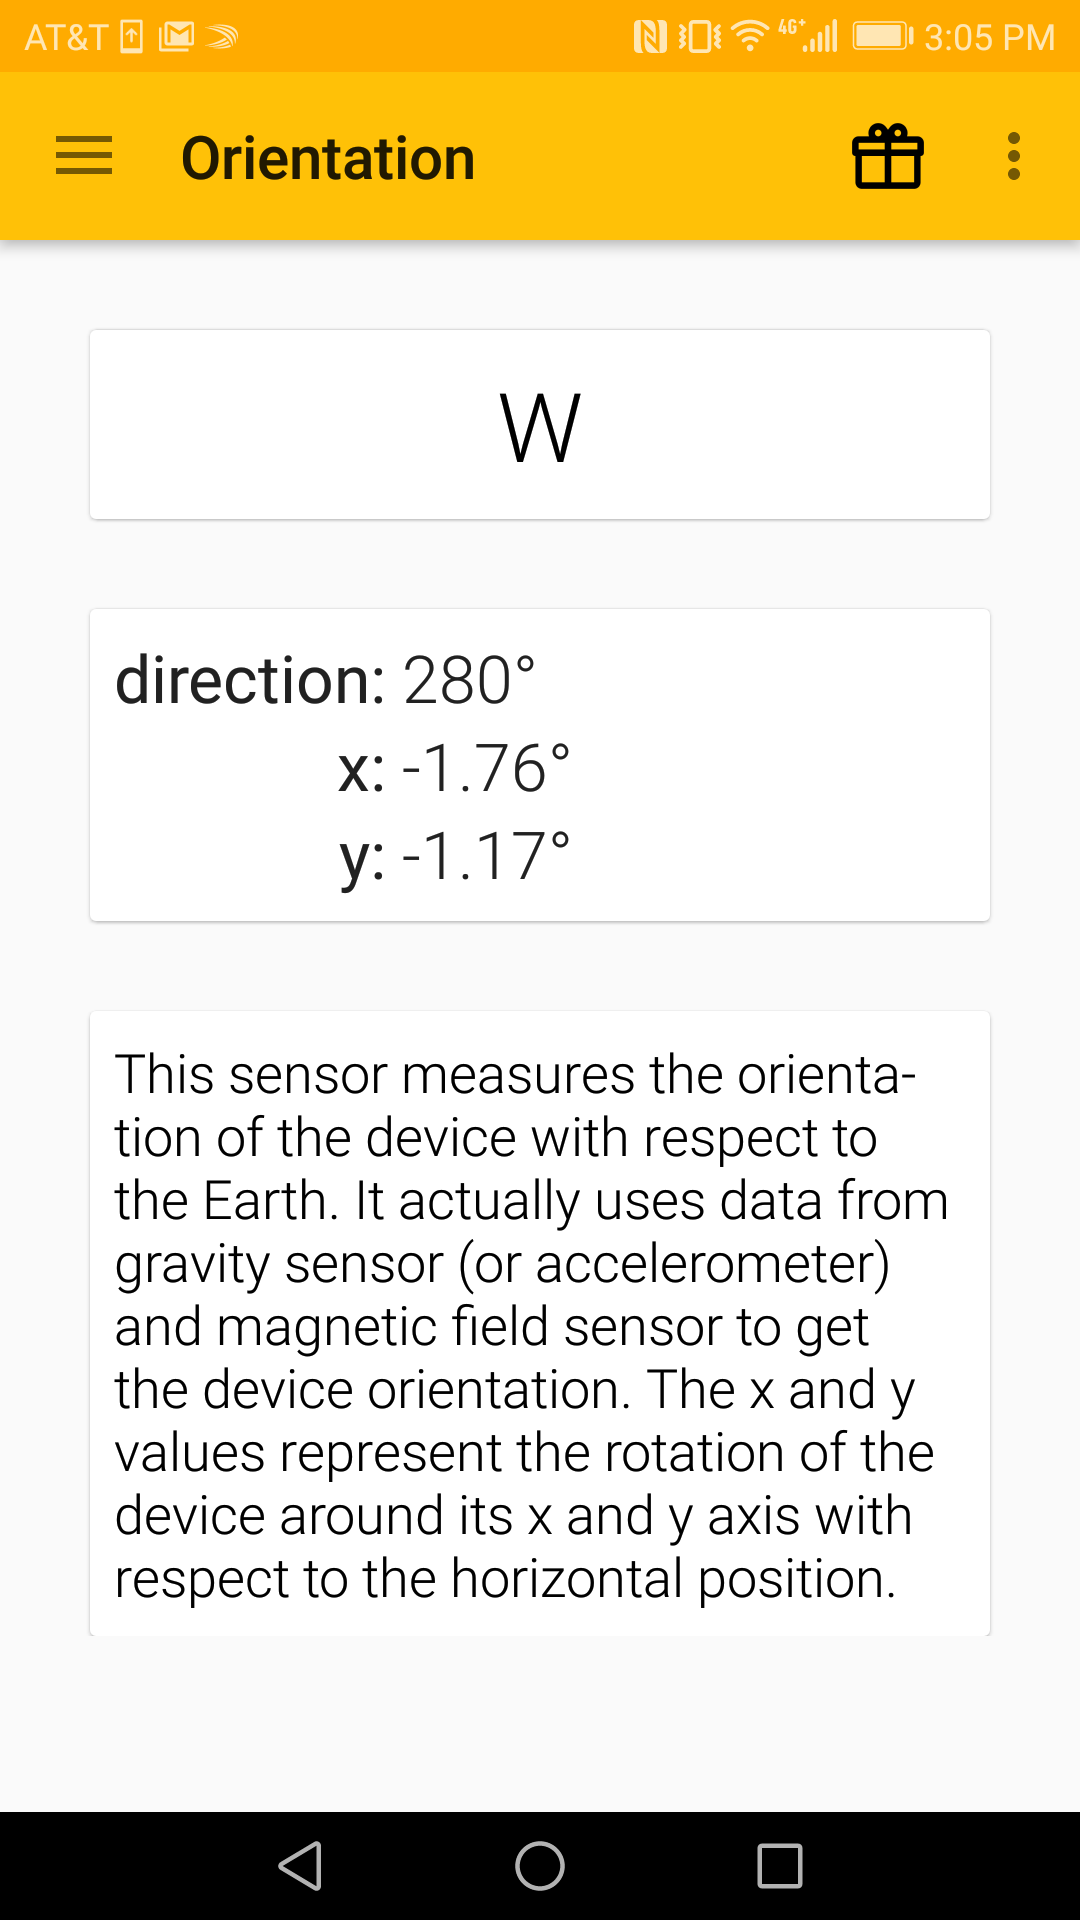 AT&T 4G+ 3:05 PM
Orientation
W
direction: 280°
x: -1.76°
y: -1.17°
This sensor measures the orienta-
tion of the device with respect to
the Earth. It actually uses data from
gravity sensor (or accelerometer)
and magnetic field sensor to get
the device orientation. The x and y
values represent the rotation of the
device around its x and y axis with
respect to the horizontal position.